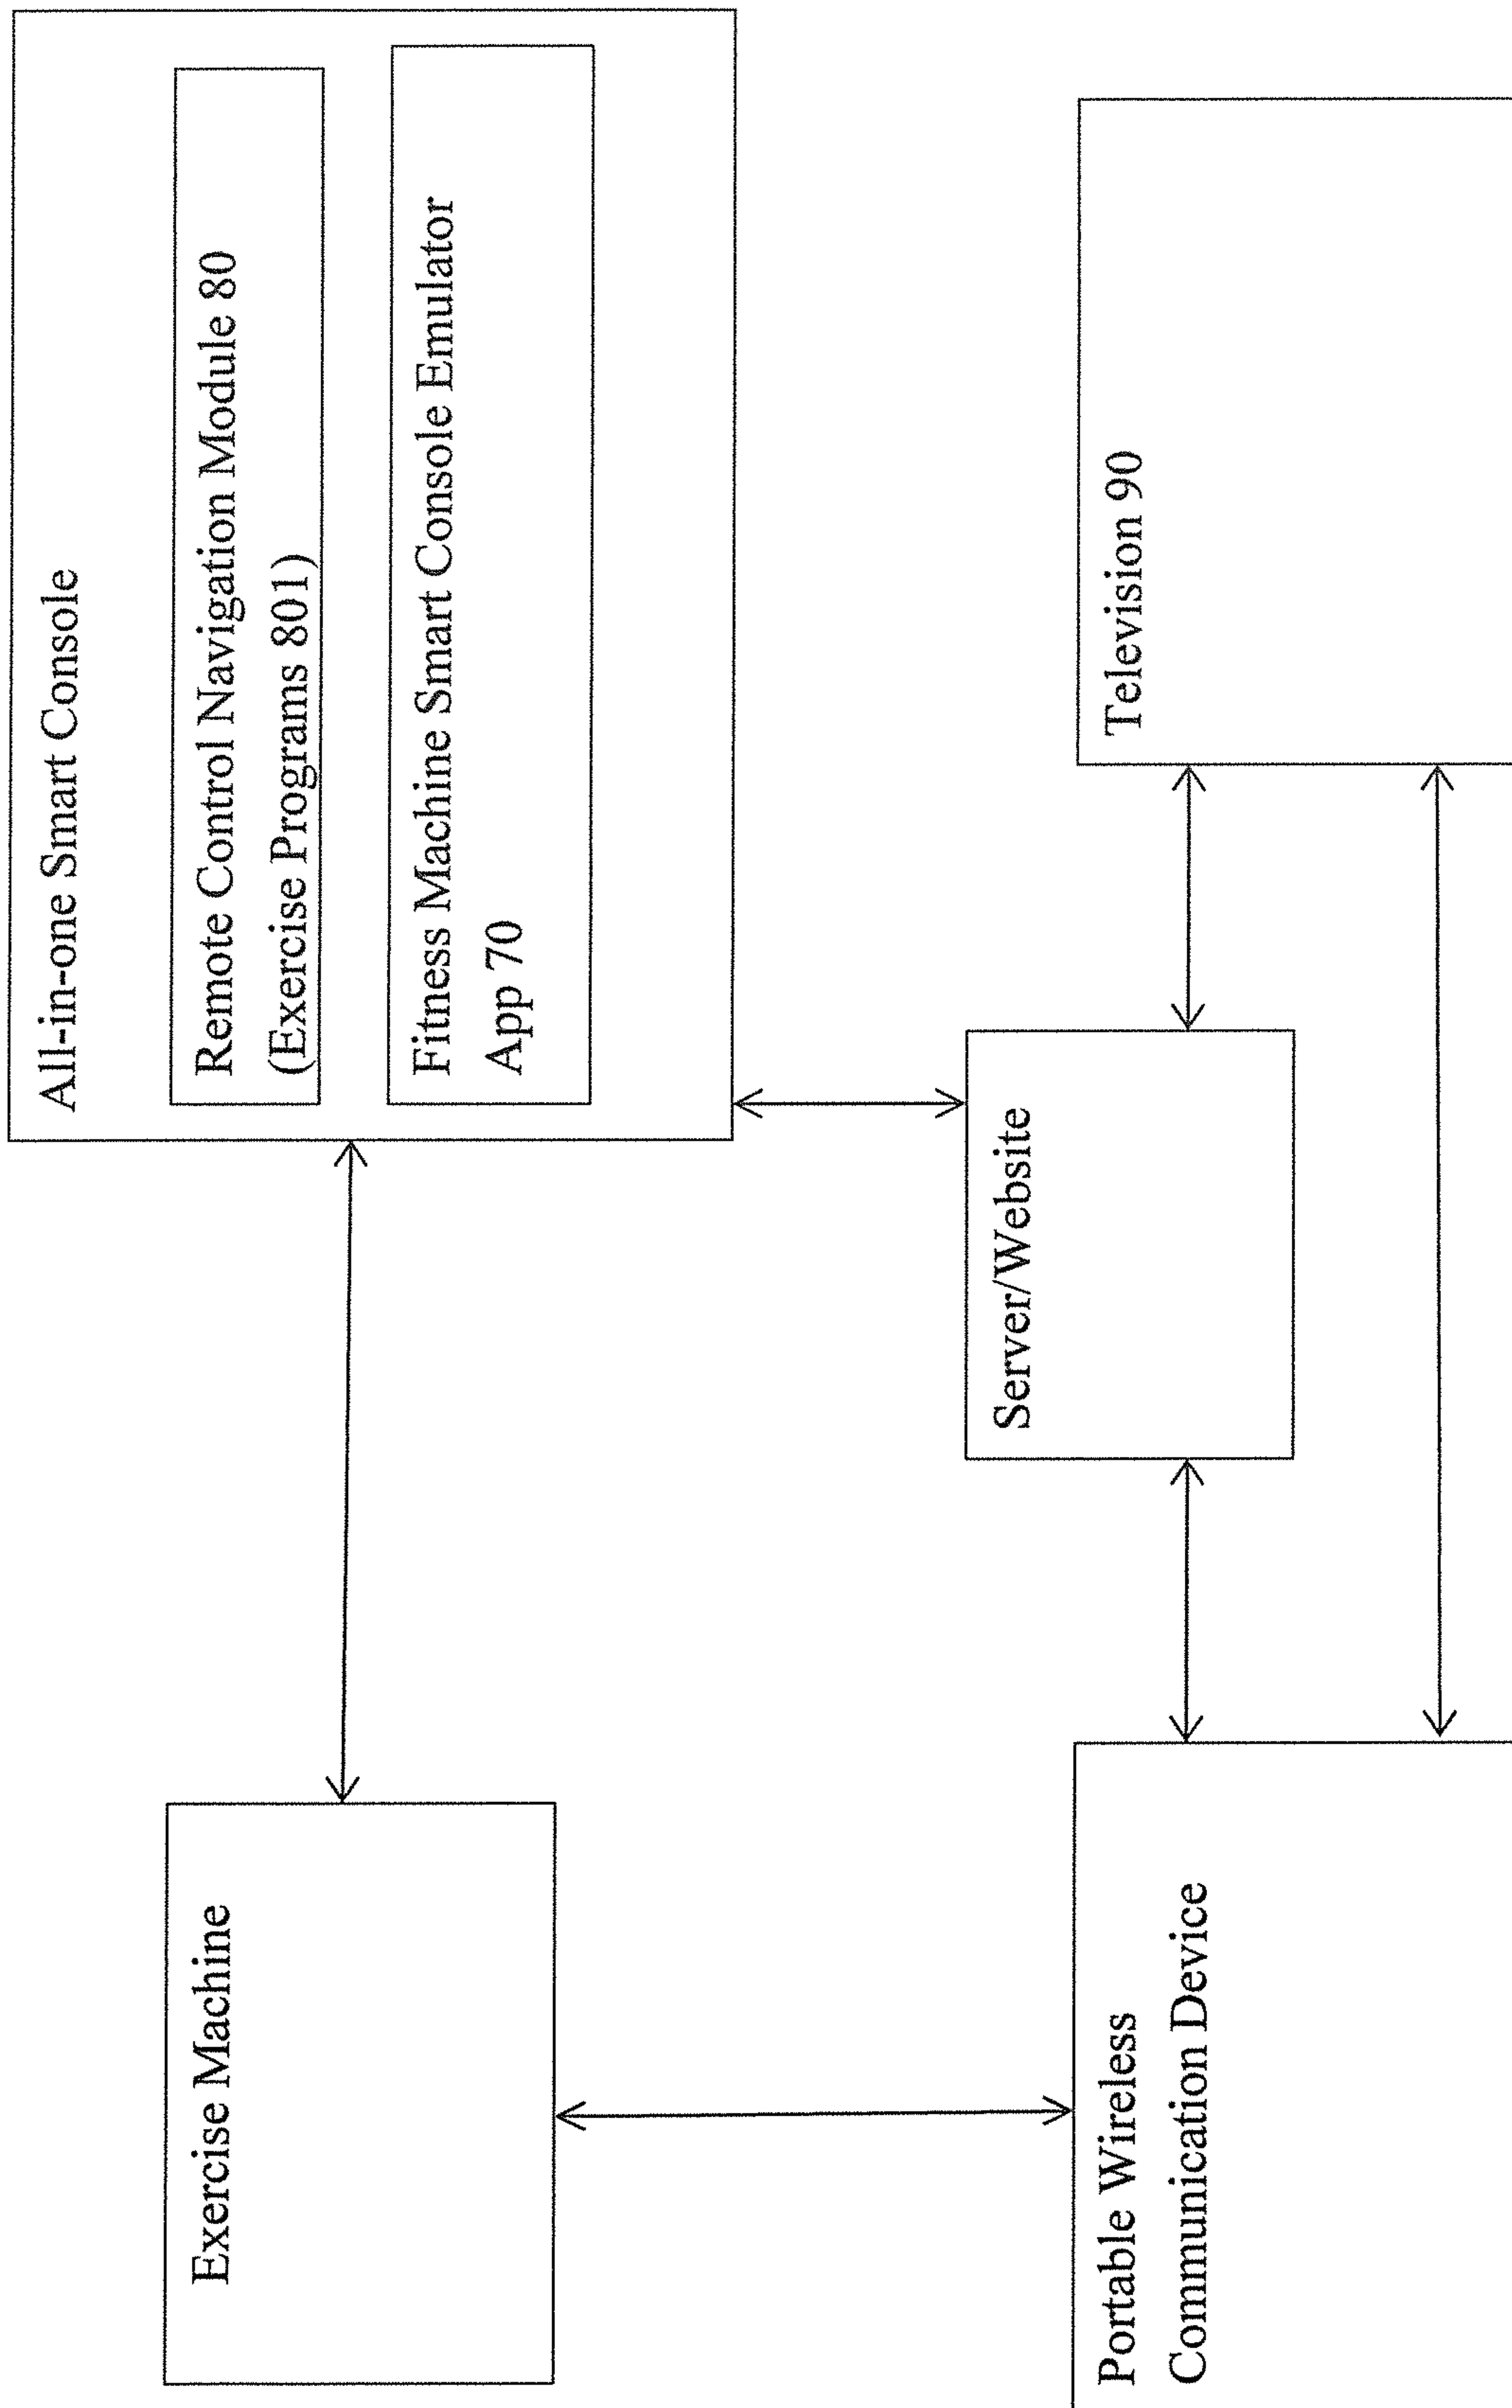 Exercise Machine
All-in-one Smart Console
Remote Control Navigation Module 80
(Exercise Programs 801)
Fitness Machine Smart Console Emulator
App 70
Server/Website
Portable Wireless
Communication Device
Television 90